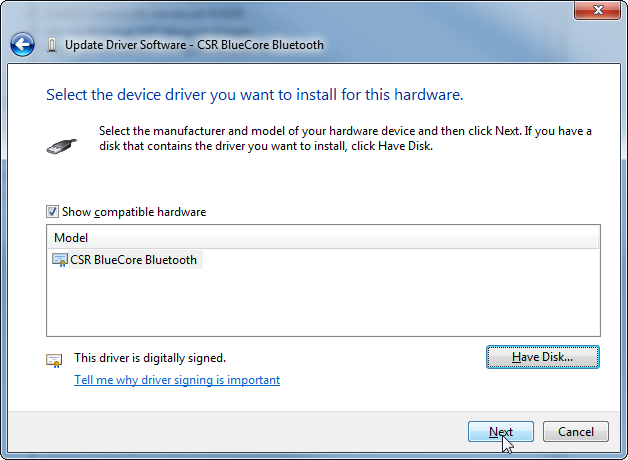 Update Driver Software - CSR BlueCore Bluetooth
Select the device driver you want to install for this hardware.
Select the manufacturer and model of your hardware device and then click Next. If you have a
disk that contains the driver you want to install, click Have Disk.
Show compatible hardware
Model
CSR BlueCore Bluetooth
This driver is digitally signed.
Have Disk...
Tell me why driver signing is important
Next
Cancel